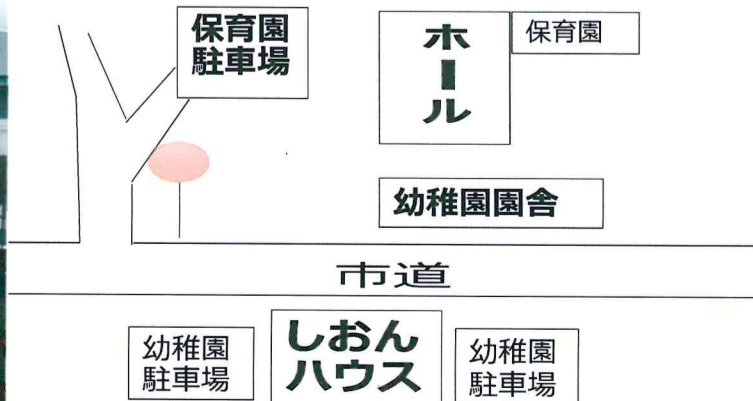 保育園
駐車場
ホール
保育園
幼稚園園舎
市道
幼稚園
駐車場
しおん
ハウス
幼稚園
駐車場